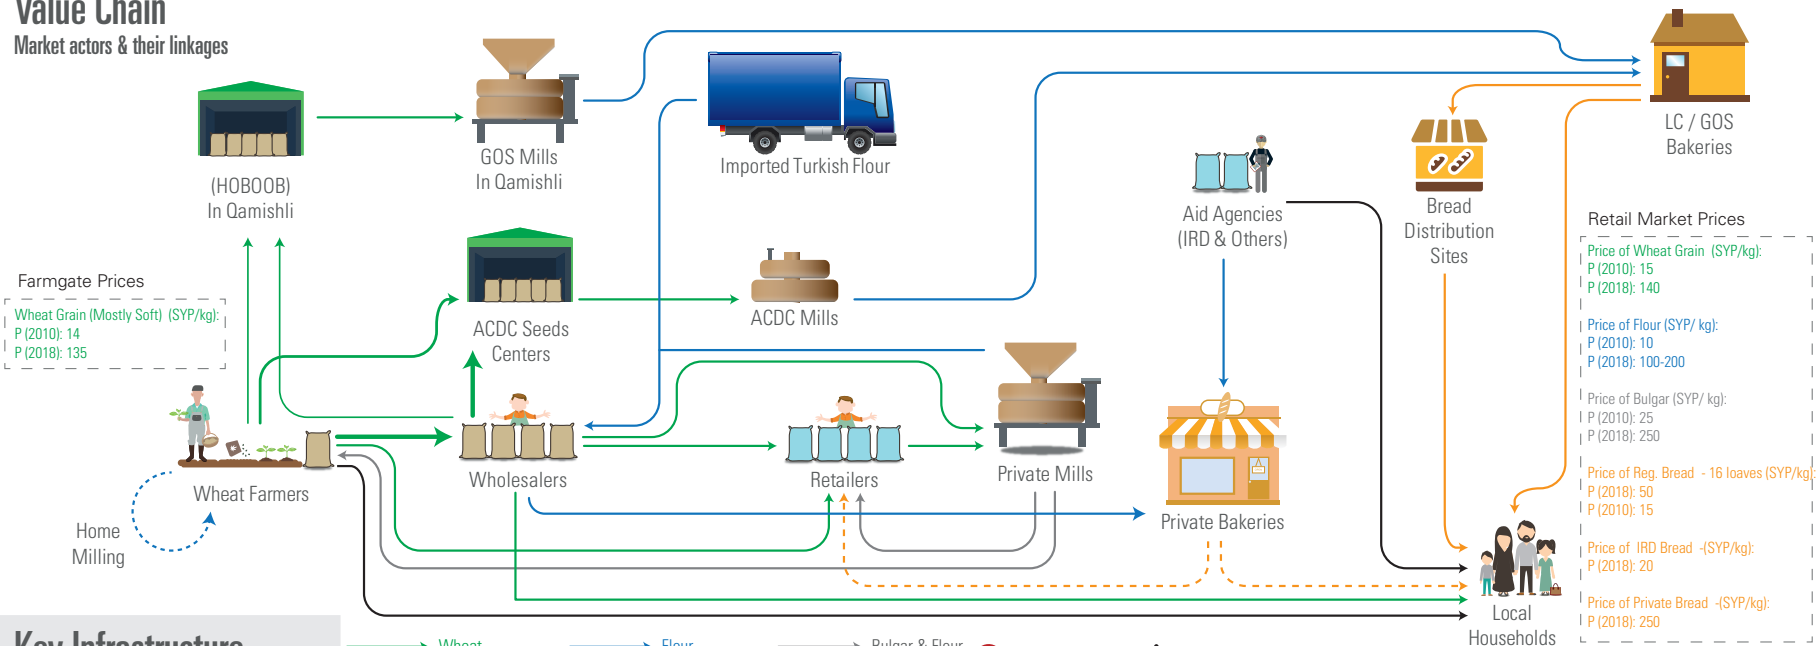 Value Chain
Market actors & their linkages
(HOBOOB)
In Qamishli
GOS Mills
In Qamishli
Imported Turkish Flour
LC / GOS
Bakeries
Aid Agencies
(IRD & Others)
Bread
Distribution
Sites
Farmgate Prices
Wheat Grain (Mostly Soft) (SYP/kg):
P (2010): 14
P (2018): 135
ACDC Seeds
Centers
ACDC Mills
Wheat Farmers
Home
Milling
Wholesalers
Retailers
Private Mills
Private Bakeries
Local
Households
Retail Market Prices
Price of Wheat Grain (SYP/kg):
P (2010): 15
P (2018): 140
Price of Flour (SYP/ kg):
P (2010): 10
P (2018): 100-200
Price of Bulgar (SYP/ kg):
P (2010): 25
P (2018): 250
Price of Reg. Bread - 16 loaves (SYP/kg):
P (2018): 50
P (2010): 15
Price of IRD Bread -(SYP/kg):
P (2018): 20
Price of Private Bread -(SYP/kg):
P (2018): 250
Key Infrastructure
Wheat
Flour
Bulgar & Flour